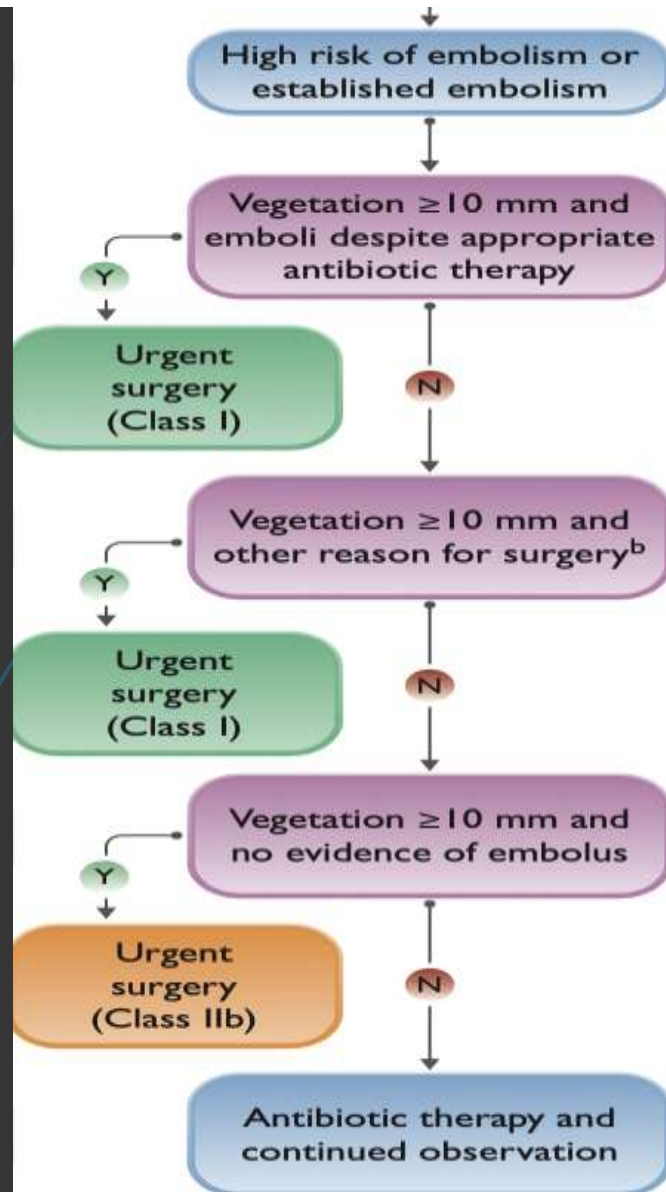 High risk of embolism or
established embolism
Vegetation ≥10 mm and
emboli despite appropriate
antibiotic therapy
Y
Urgent
surgery
(Class I)
N
Vegetation ≥10 mm and
other reason for surgeryᵇ
Y
Urgent
surgery
(Class I)
N
Vegetation ≥10 mm and
no evidence of embolus
Y
Urgent
surgery
(Class IIb)
N
Antibiotic therapy and
continued observation